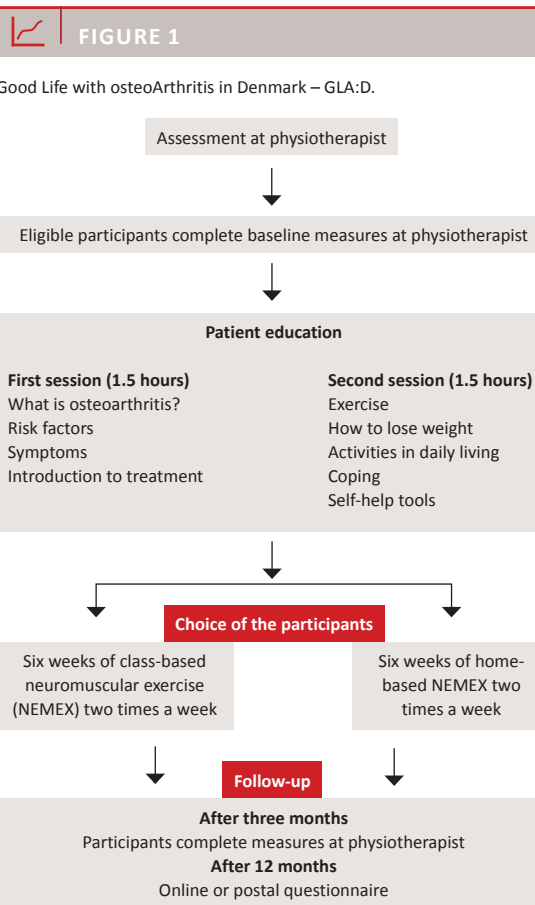 FIGURE 1
Good Life with osteoArthritis in Denmark – GLA:D.
Assessment at physiotherapist
Eligible participants complete baseline measures at physiotherapist
Patient education
First session (1.5 hours)
What is osteoarthritis?
Risk factors
Symptoms
Introduction to treatment
Second session (1.5 hours)
Exercise
How to lose weight
Activities in daily living
Coping
Self-help tools
Choice of the participants
Six weeks of class-based
neuromuscular exercise
(NEMEX) two times a week
Six weeks of home-
based NEMEX two
times a week
Follow-up
After three months
Participants complete measures at physiotherapist
After 12 months
Online or postal questionnaire